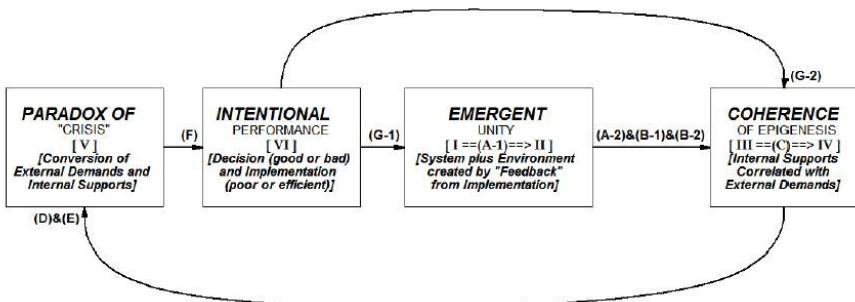 (G-2)
PARADOX OF
"CRISIS"
[ V ]
[Conversion of
External Demands and
Internal Supports]
(F)
INTENTIONAL
PERFORMANCE
[ VI ]
[Decision (good or bad)
and Implementation
(poor or efficient)]
(G-1)
EMERGENT
UNITY
[ I ==(A-1)==> II ]
[System plus Environment
created by "Feedback"
from Implementation]
(A-2)&(B-1)&(B-2)
COHERENCE
OF EPIGENESIS
[ III ==(C)==> IV ]
[Internal Supports
Correlated with
External Demands]
(D)&(E)